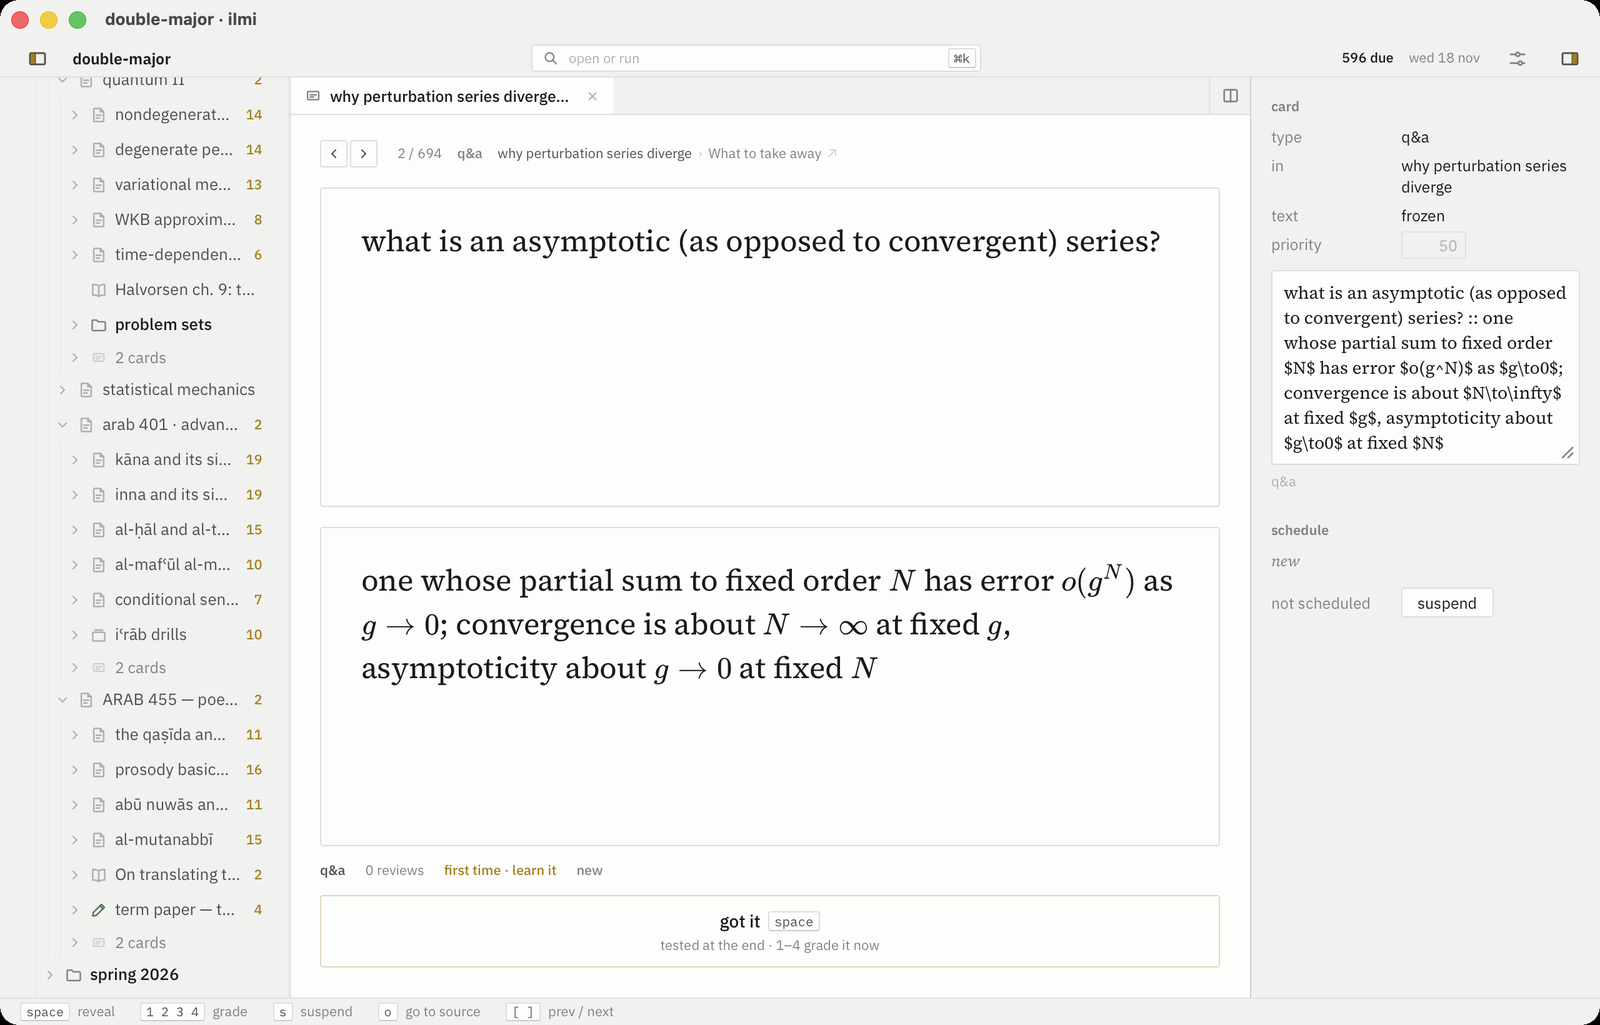 double-major · ilmi
double-major
open or run
⌘k
596 due
wed 18 nov
quantum II 2
nondegenerat... 14
degenerate pe... 14
variational me... 13
WKB approxim... 8
time-dependen... 6
Halvorsen ch. 9: t...
problem sets
2 cards
statistical mechanics
arab 401 · advan... 2
kāna and its si... 19
inna and its si... 19
al-ḥāl and al-t... 15
al-mafʿūl al-m... 10
conditional sen... 7
iʿrāb drills 10
2 cards
ARAB 455 — poe... 2
the qaṣīda an... 11
prosody basic... 16
abū nuwās an... 11
al-mutanabbī 15
On translating t... 2
term paper — t... 4
2 cards
spring 2026
why perturbation series diverge...
2 / 694 q&a why perturbation series diverge › What to take away ↗
what is an asymptotic (as opposed to convergent) series?
one whose partial sum to fixed order N has error o(g^N) as
g → 0; convergence is about N → ∞ at fixed g,
asymptoticity about g → 0 at fixed N
q&a 0 reviews first time · learn it new
got it space
tested at the end · 1–4 grade it now
card
type q&a
in why perturbation series
diverge
text frozen
priority 50
what is an asymptotic (as opposed
to convergent) series? :: one
whose partial sum to fixed order
$N$ has error $o(g^N)$ as $g\to0$;
convergence is about $N\to\infty$
at fixed $g$, asymptoticity about
$g\to0$ at fixed $N$
q&a
schedule
new
not scheduled suspend
space reveal 1 2 3 4 grade s suspend o go to source [ ] prev / next